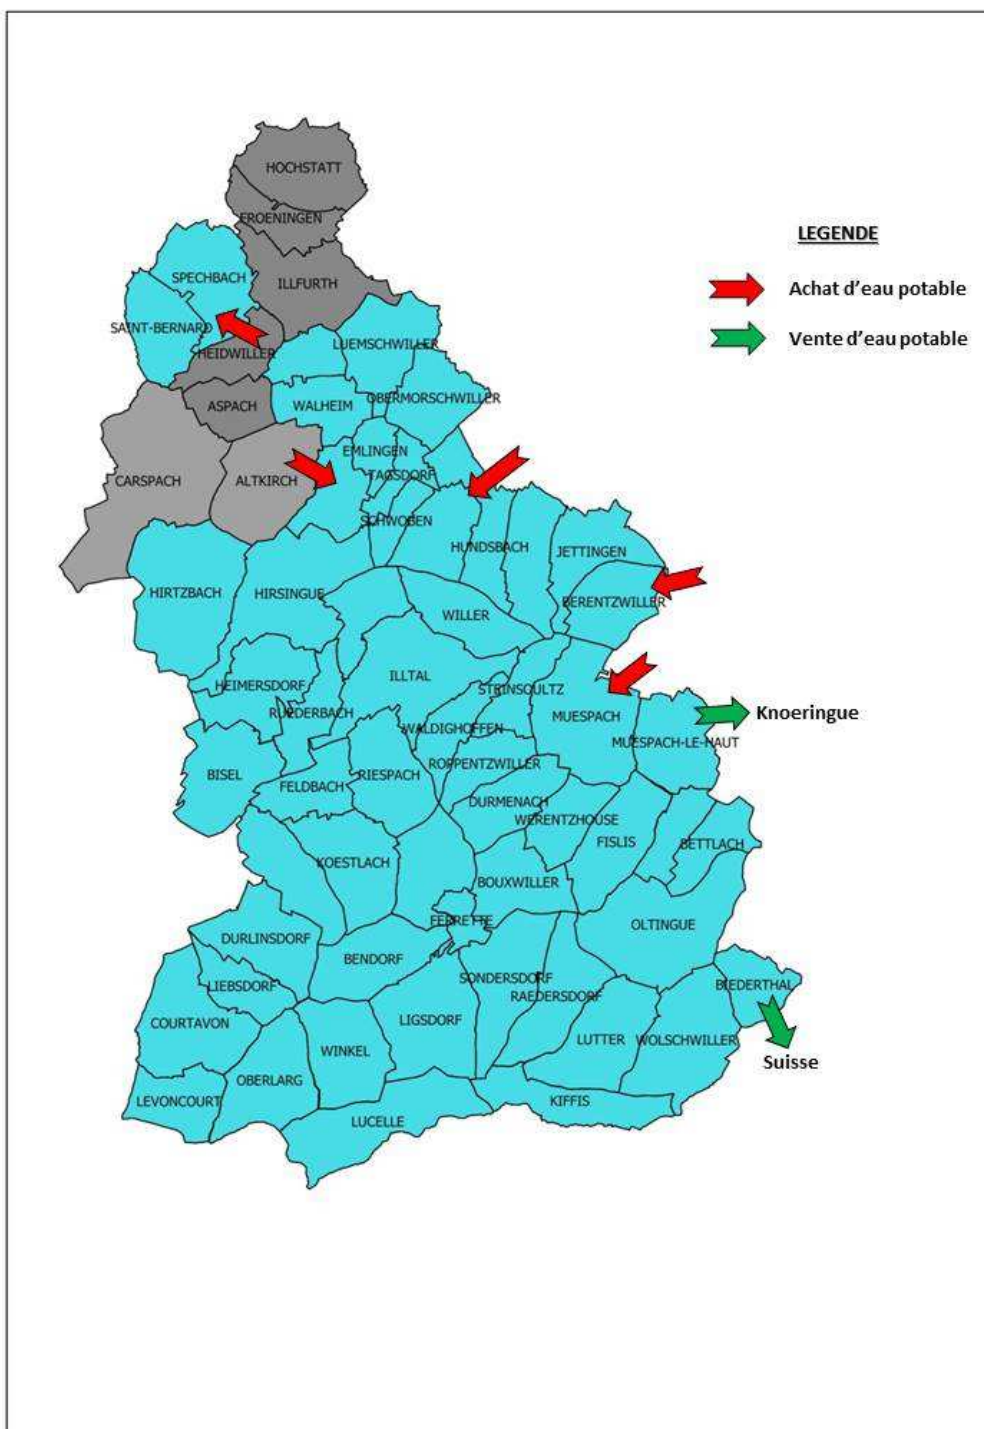 HOCHSTATT
FROENINGEN
LEGENDE
SPECHBACH
ILLFURTH
Achat d'eau potable
SAINT-BERNARD
LUEMSCHWILLER
Vente d'eau potable
HEIDWILLER
OBERMORSCHWILLER
ASPACH
WALHEIM
EMLINGEN
CARSPACH
ALTKIRCH
TAGSDORF
SCHWOBEN
HUNDSBACH
JETTINGEN
HIRTZBACH
HIRSINGUE
BERENTZWILLER
WILLER
ILLTAL
HEIMERSDORF
STEINSOULTZ
RUEDERBACH
MUESPACH
Knoeringue
WALDIGHOFFEN
MUESPACH-LE-HAUT
ROPPENTZWILLER
BISEL
RIESPACH
FELDBACH
DURMENACH
WERENTZHOUSE
FISLIS
BETTLACH
KOESTLACH
BOUXWILLER
FERRETTE
OLTINGUE
DURLINSDORF
BENDORF
SONDERSDORF
BIEDERTHAL
LIEBSDORF
RAEDERSDORF
COURTAVON
LIGSDORF
LUTTER
WOLSCHWILLER
WINKEL
Suisse
OBERLARG
LEVONCOURT
KIFFIS
LUCELLE